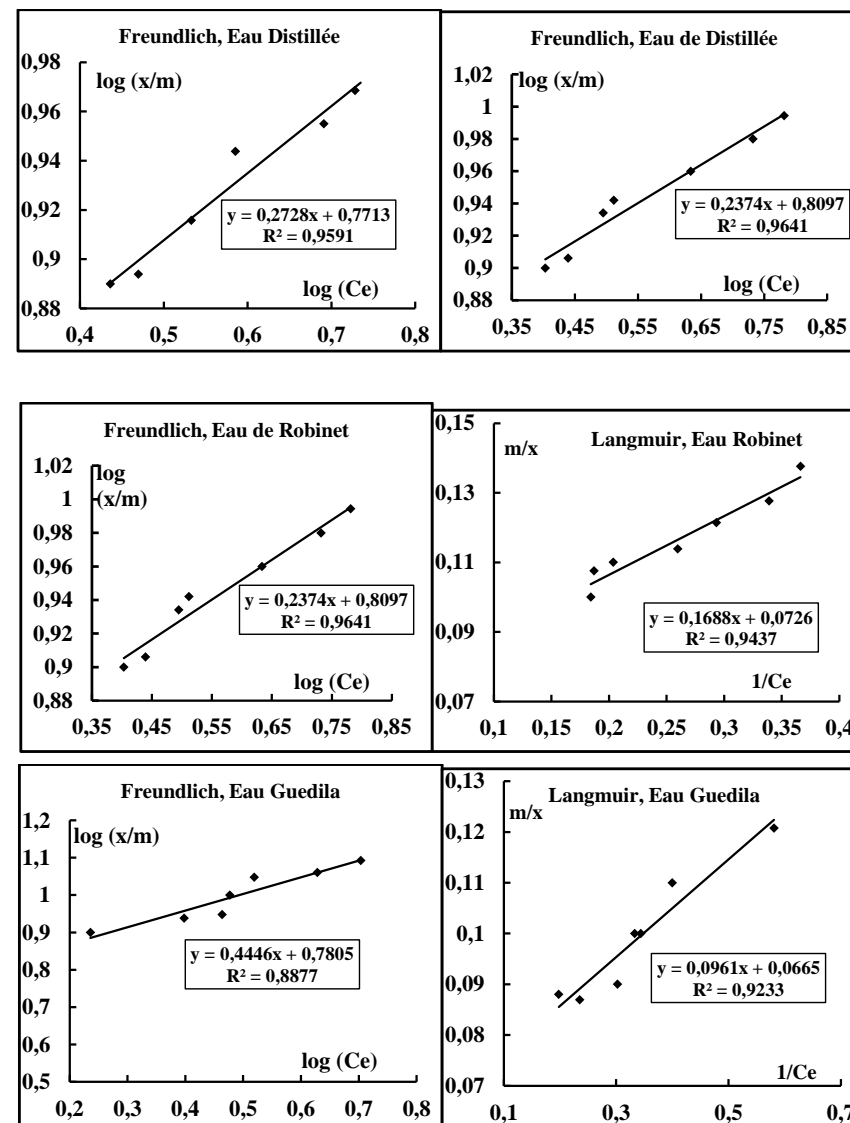 Freundlich, Eau Distillée
log (x/m)
0,98
0,96
0,94
0,92
0,9
0,88
y = 0,2728x + 0,7713
R² = 0,9591
log (Ce)
0,4 0,5 0,6 0,7 0,8
Freundlich, Eau de Distillée
log (x/m)
1,02
1
0,98
0,96
0,94
0,92
0,9
0,88
y = 0,2374x + 0,8097
R² = 0,9641
log (Ce)
0,35 0,45 0,55 0,65 0,75 0,85
Freundlich, Eau de Robinet
log
(x/m)
1,02
1
0,98
0,96
0,94
0,92
0,9
0,88
y = 0,2374x + 0,8097
R² = 0,9641
log (Ce)
0,35 0,45 0,55 0,65 0,75 0,85
Langmuir, Eau Robinet
m/x
0,15
0,13
0,11
0,09
0,07
y = 0,1688x + 0,0726
R² = 0,9437
1/Ce
0,1 0,15 0,2 0,25 0,3 0,35 0,4
Freundlich, Eau Guedila
log (x/m)
1,2
1,1
1
0,9
0,8
0,7
0,6
0,5
y = 0,4446x + 0,7805
R² = 0,8877
log (Ce)
0,2 0,3 0,4 0,5 0,6 0,7 0,8
Langmuir, Eau Guedila
m/x
0,13
0,12
0,11
0,1
0,09
0,08
0,07
y = 0,0961x + 0,0665
R² = 0,9233
1/Ce
0,1 0,3 0,5 0,7